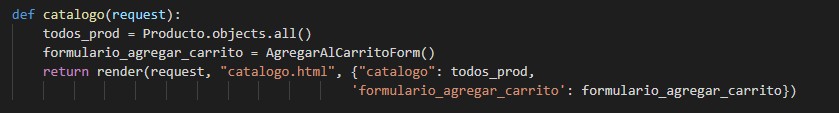 def catalogo(request):
    todos_prod = Producto.objects.all()
    formulario_agregar_carrito = AgregarAlCarritoForm()
    return render(request, "catalogo.html", {"catalogo": todos_prod,
                                            'formulario_agregar_carrito': formulario_agregar_carrito})